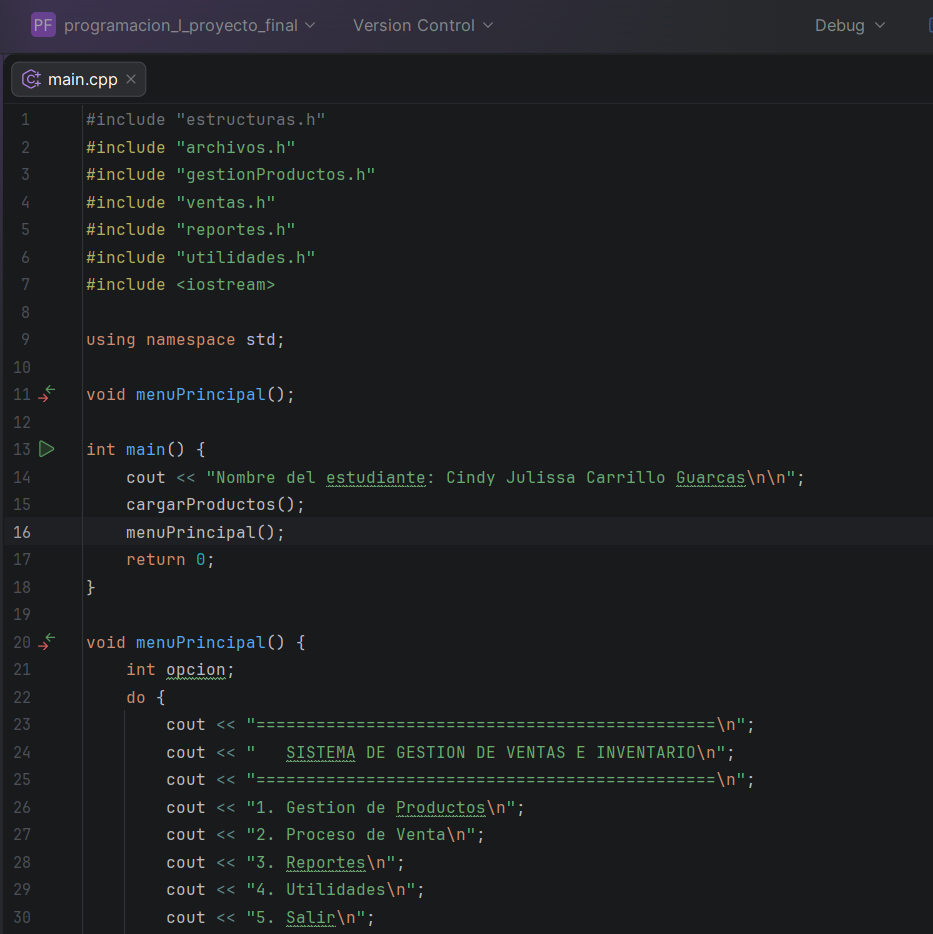 PF programacion_I_proyecto_final Version Control Debug
main.cpp
1 #include "estructuras.h"
2 #include "archivos.h"
3 #include "gestionProductos.h"
4 #include "ventas.h"
5 #include "reportes.h"
6 #include "utilidades.h"
7 #include <iostream>
8
9 using namespace std;
10
11 void menuPrincipal();
12
13 int main() {
14     cout << "Nombre del estudiante: Cindy Julissa Carrillo Guarcas\n\n";
15     cargarProductos();
16     menuPrincipal();
17     return 0;
18 }
19
20 void menuPrincipal() {
21     int opcion;
22     do {
23         cout << "==============================================\n";
24         cout << "   SISTEMA DE GESTION DE VENTAS E INVENTARIO\n";
25         cout << "==============================================\n";
26         cout << "1. Gestion de Productos\n";
27         cout << "2. Proceso de Venta\n";
28         cout << "3. Reportes\n";
29         cout << "4. Utilidades\n";
30         cout << "5. Salir\n";